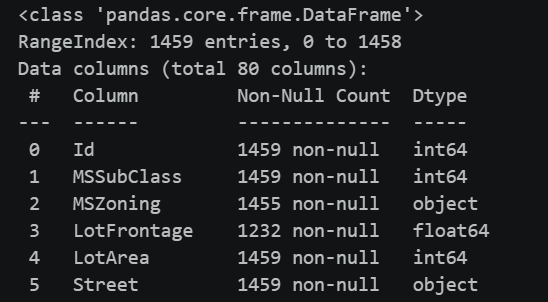 <class 'pandas.core.frame.DataFrame'>
RangeIndex: 1459 entries, 0 to 1458
Data columns (total 80 columns):
 #   Column         Non-Null Count  Dtype
---  ------         --------------  -----
 0   Id             1459 non-null   int64
 1   MSSubClass     1459 non-null   int64
 2   MSZoning       1455 non-null   object
 3   LotFrontage    1232 non-null   float64
 4   LotArea        1459 non-null   int64
 5   Street         1459 non-null   object